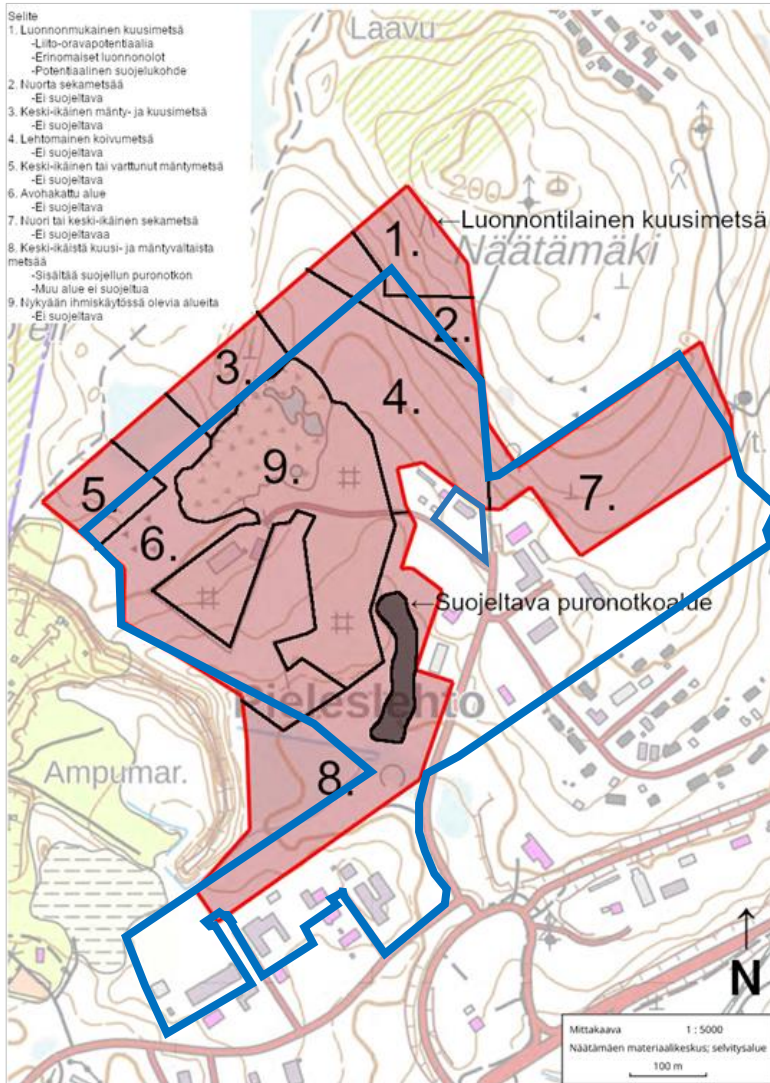 Selite
1. Luonnonmukainen kuusimetsä
-Liito-oravapotentiaalia
-Erinomaiset luonnonolot
-Potentiaalinen suojelukohde
2. Nuorta sekametsää
-Ei suojeltava
3. Keski-ikäinen mänty- ja kuusimetsä
-Ei suojeltava
4. Lehtomainen koivumetsä
-Ei suojeltava
5. Keski-ikäinen tai varttunut mäntymetsä
-Ei suojeltava
6. Avohakattu alue
-Ei suojeltava
7. Nuori tai keski-ikäinen sekametsä
-Ei suojeltavaa
8. Keski-ikäistä kuusi- ja mäntyvaltaista
metsää
-Sisältää suojellun puronotkon
-Muu alue ei suojeltua
9. Nykyään ihmiskäytössä olevia alueita
-Ei suojeltava
Laavu
200
1.
←Luonnontilainen kuusimetsä
Näätämäki
2.
3.
4.
9.
5.
7.
6.
←Suojeltava puronotkoalue
Pieleslehto
Ampumar.
8.
N
Mittakaava 1 : 5000
Näätämäen materiaalikeskus; selvitysalue
100 m